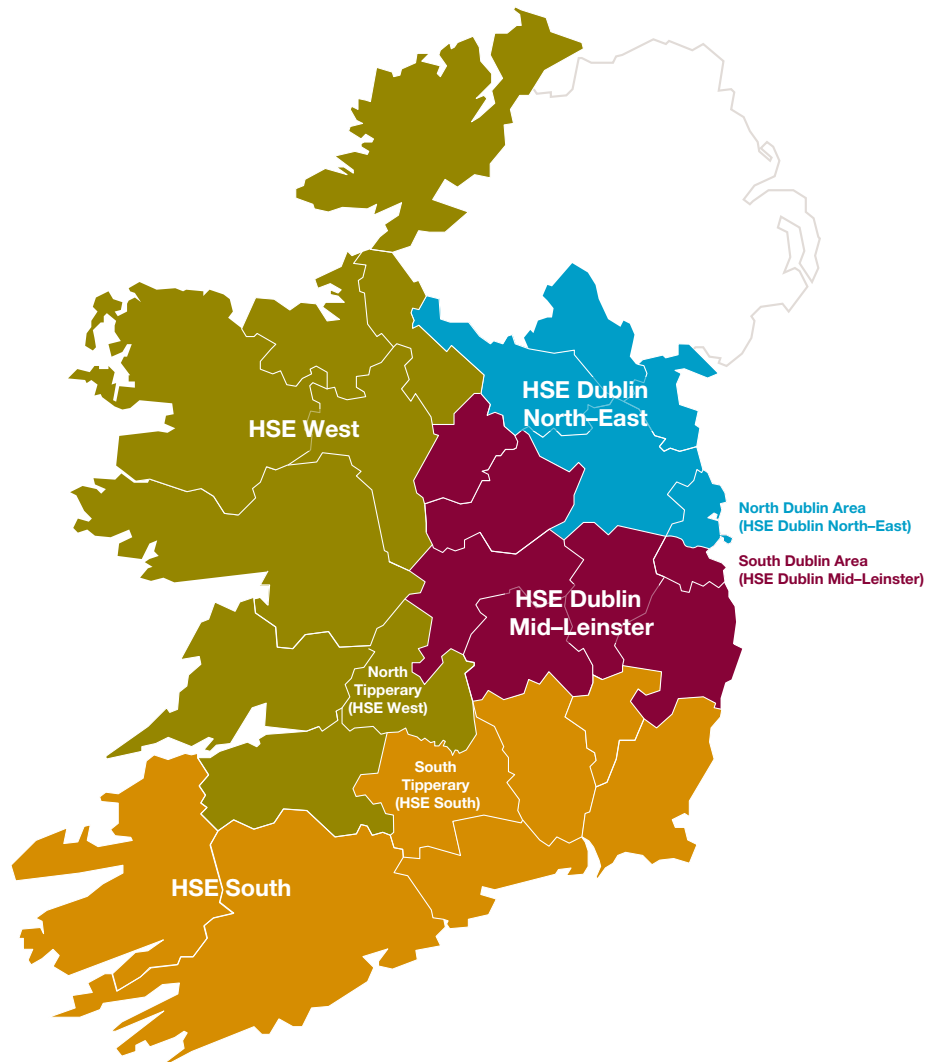 HSE Dublin
North–East
HSE West
North Dublin Area
(HSE Dublin North–East)
South Dublin Area
(HSE Dublin Mid–Leinster)
HSE Dublin
Mid–Leinster
North
Tipperary
(HSE West)
South
Tipperary
(HSE South)
HSE South